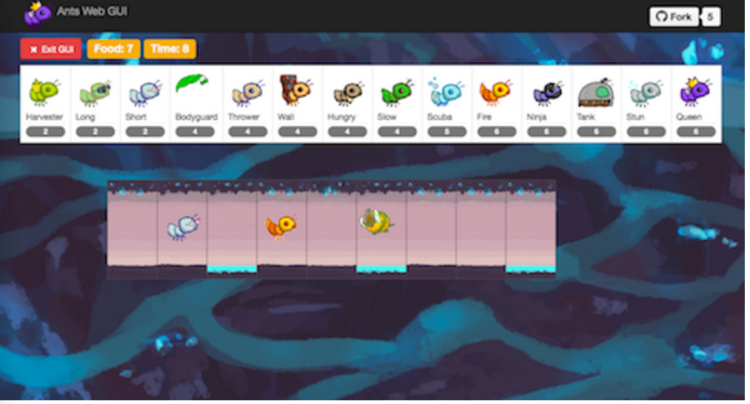 Ants Web GUI
Fork 5
× Exit GUI Food: 7 Time: 8
Harvester Long Short Bodyguard Thrower Wall Hungry Slow Scuba Fire Ninja Tank Stun Queen
2 2 2 4 4 4 4 4 5 6 6 6 6 6